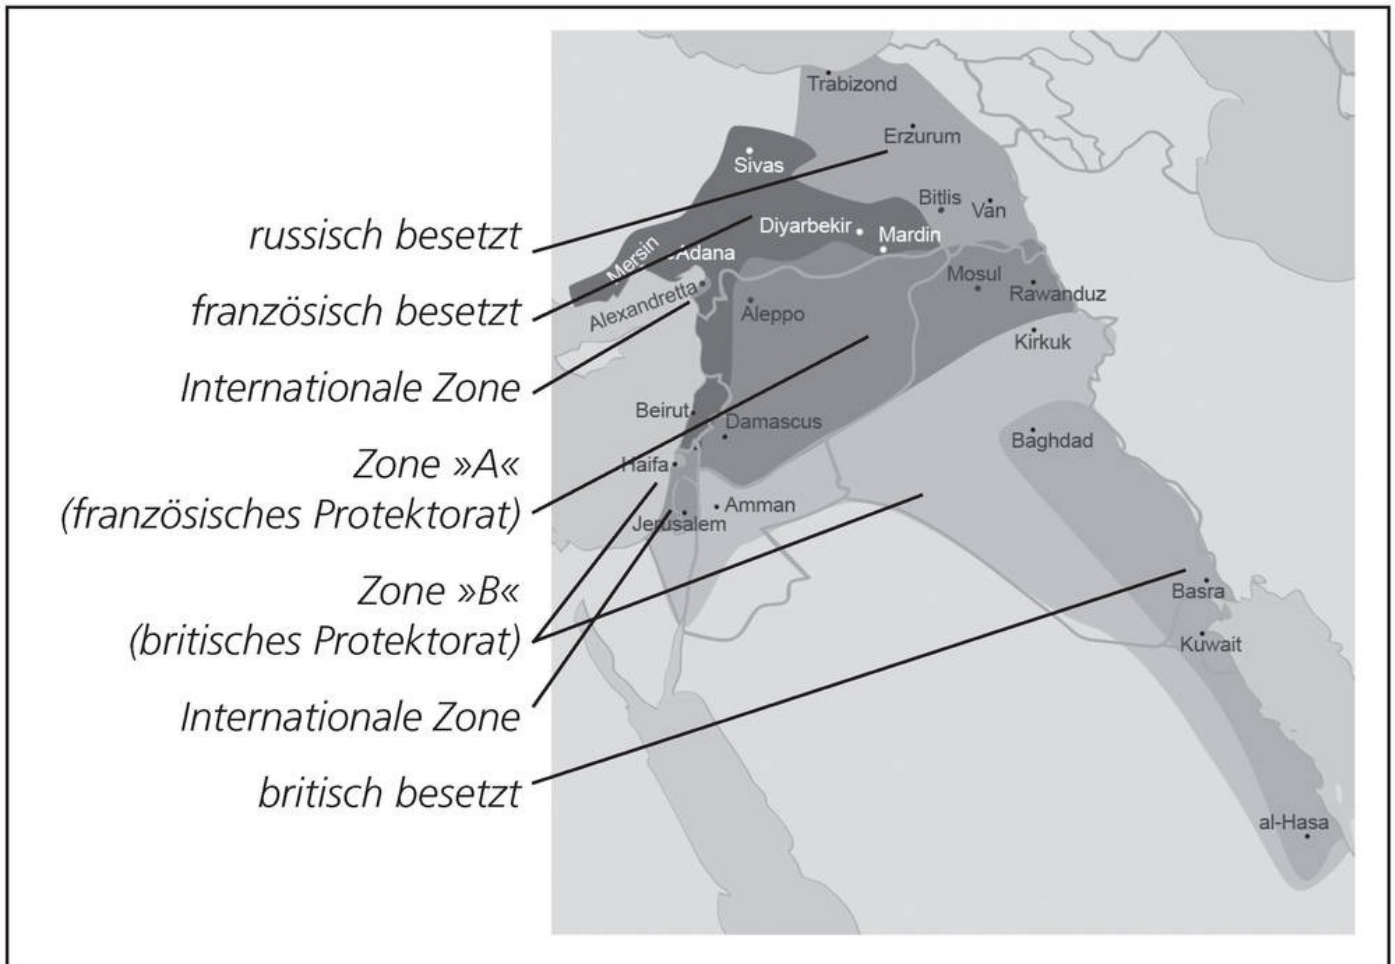 russisch besetzt
französisch besetzt
Internationale Zone
Zone »A«
(französisches Protektorat)
Zone »B«
(britisches Protektorat)
Internationale Zone
britisch besetzt
Trabizond
Erzurum
Sivas
Bitlis
Van
Diyarbekir
Mardin
Mersin
Adana
Alexandretta
Aleppo
Mosul
Rawanduz
Kirkuk
Beirut
Damascus
Baghdad
Haifa
Amman
Jerusalem
Basra
Kuwait
al-Hasa